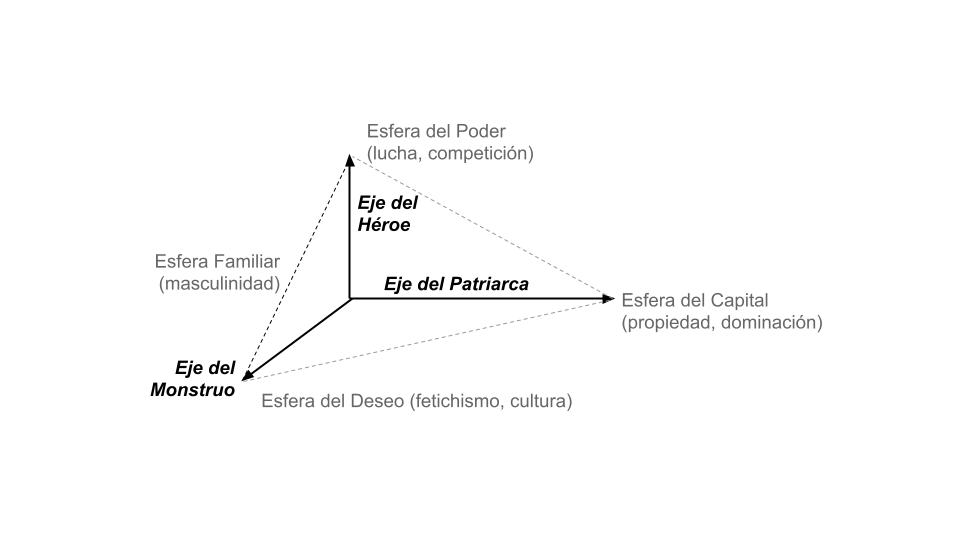 Esfera del Poder
(lucha, competición)
Eje del
Héroe
Esfera Familiar
(masculinidad)
Eje del Patriarca
Esfera del Capital
(propiedad, dominación)
Eje del
Monstruo
Esfera del Deseo (fetichismo, cultura)